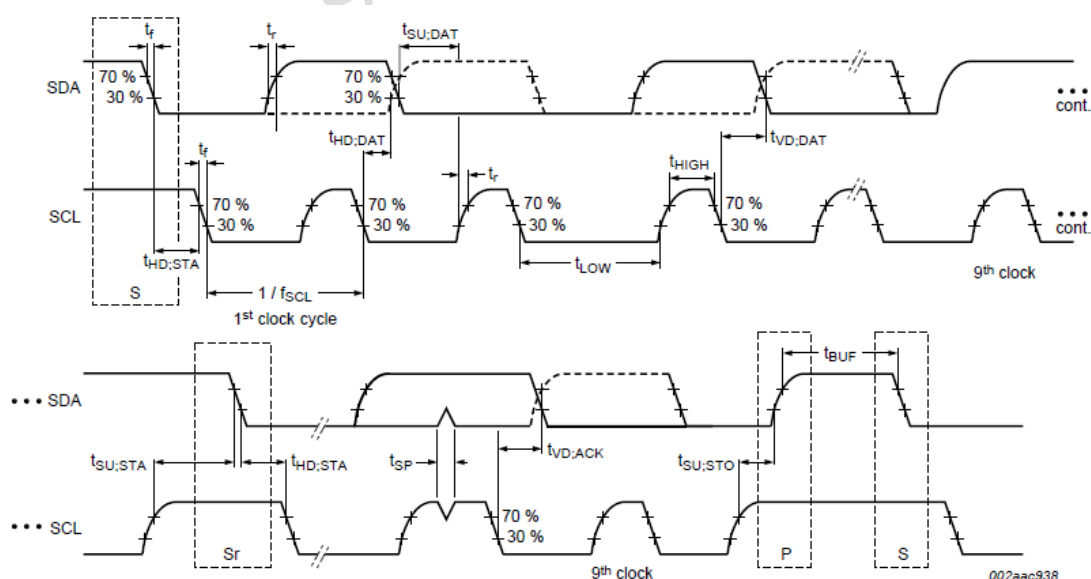 tf tr tSU;DAT
SDA 70 % 30 % 70 % 30 % cont.
tHD;DAT tVD;DAT
tf tr tHIGH
SCL 70 % 30 % 70 % 30 % 70 % 30 % 70 % 30 % cont.
tHD;STA tLOW
S 1 / fSCL 9th clock
1st clock cycle
tBUF
SDA
tSU;STA tHD;STA tSP tVD;ACK tSU;STO
SCL 70 % 30 %
Sr P S
9th clock 002aac938